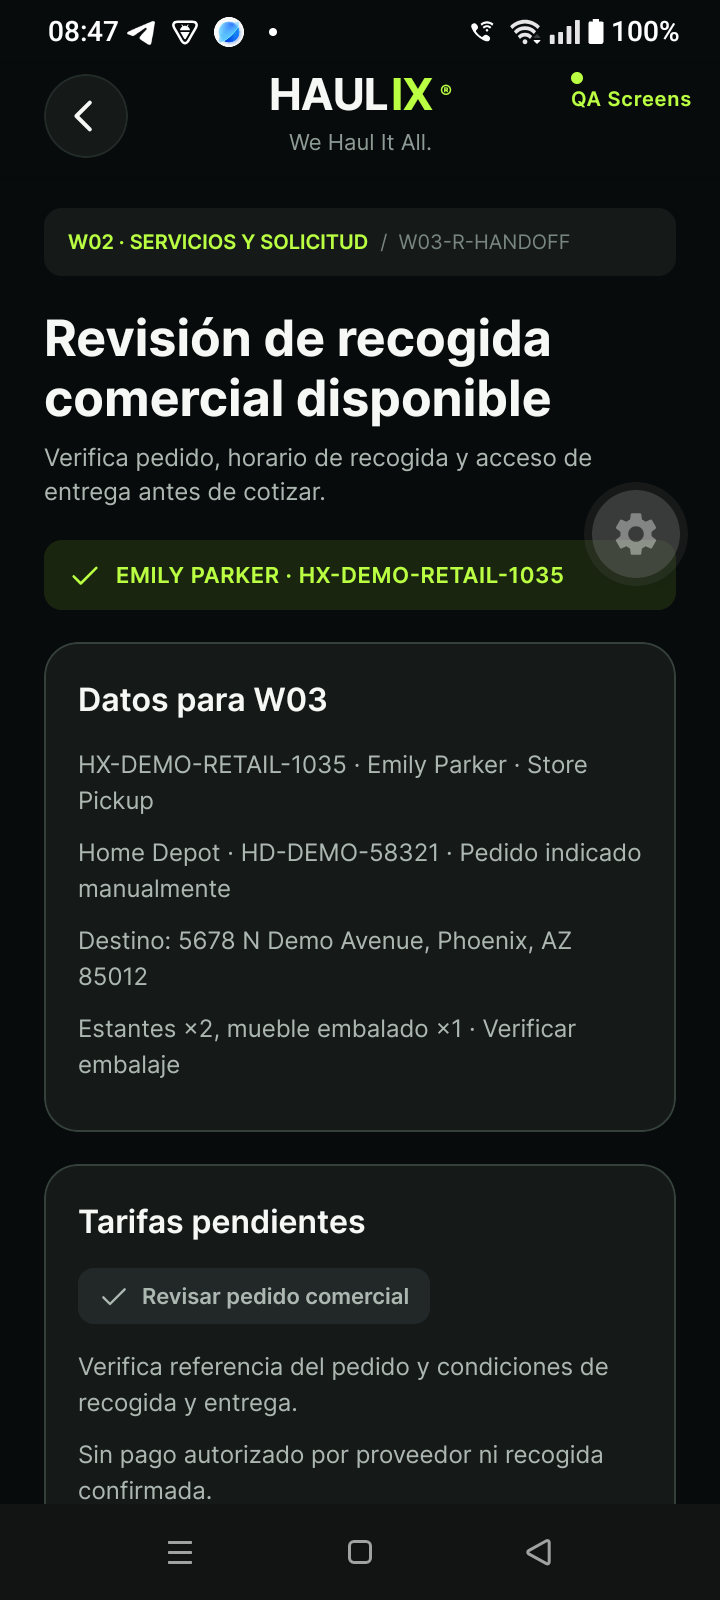 08:47 100%
HAULIX ®
QA Screens
We Haul It All.
W02 · SERVICIOS Y SOLICITUD / W03-R-HANDOFF
Revisión de recogida
comercial disponible
Verifica pedido, horario de recogida y acceso de
entrega antes de cotizar.
EMILY PARKER · HX-DEMO-RETAIL-1035
Datos para W03
HX-DEMO-RETAIL-1035 · Emily Parker · Store
Pickup
Home Depot · HD-DEMO-58321 · Pedido indicado
manualmente
Destino: 5678 N Demo Avenue, Phoenix, AZ
85012
Estantes ×2, mueble embalado ×1 · Verificar
embalaje
Tarifas pendientes
Revisar pedido comercial
Verifica referencia del pedido y condiciones de
recogida y entrega.
Sin pago autorizado por proveedor ni recogida
confirmada.